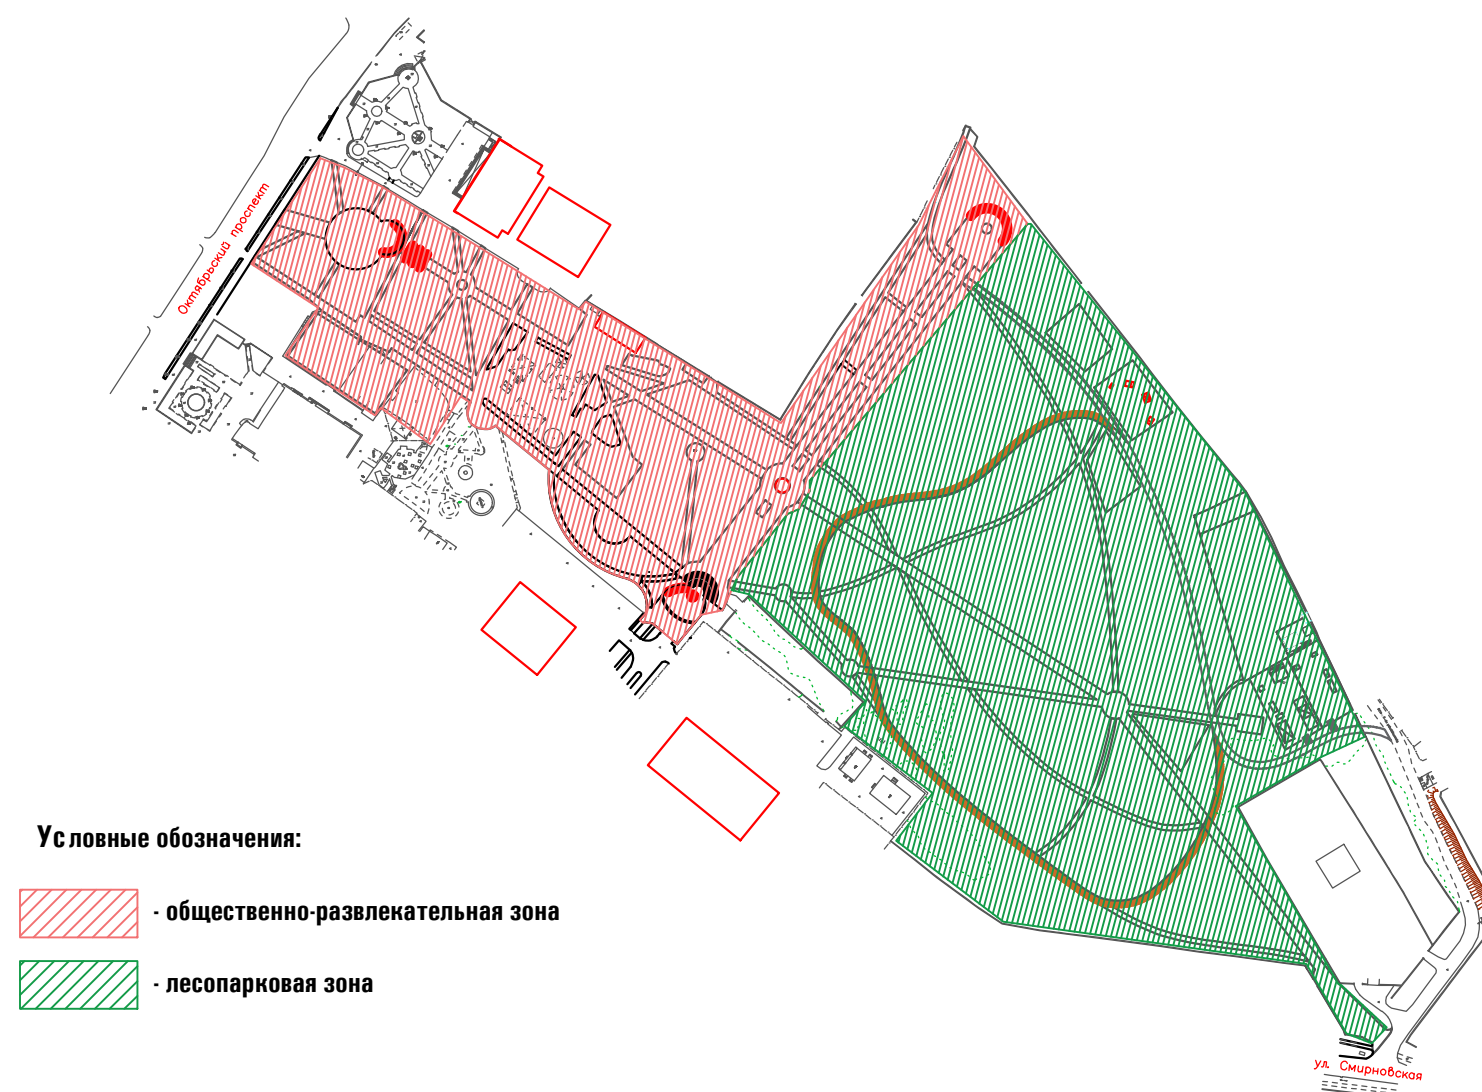 Октябрьский проспект
Условные обозначения:
- общественно-развлекательная зона
- лесопарковая зона
ул. Смирновская